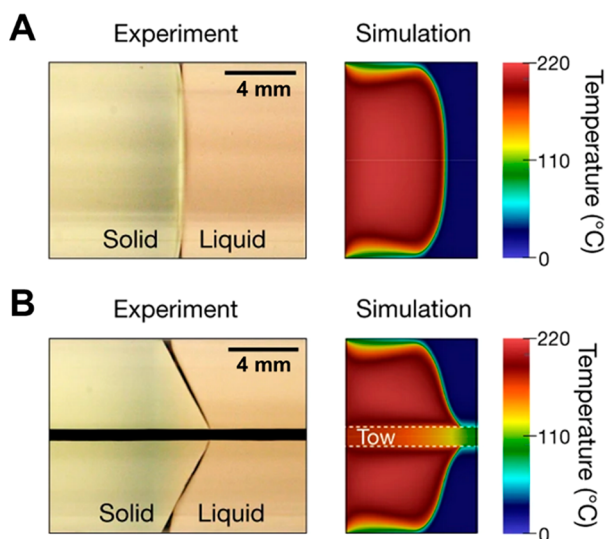 A
Experiment
Simulation
4 mm
Solid
Liquid
220
110
0
Temperature (°C)
B
Experiment
Simulation
4 mm
Tow
Solid
Liquid
220
110
0
Temperature (°C)